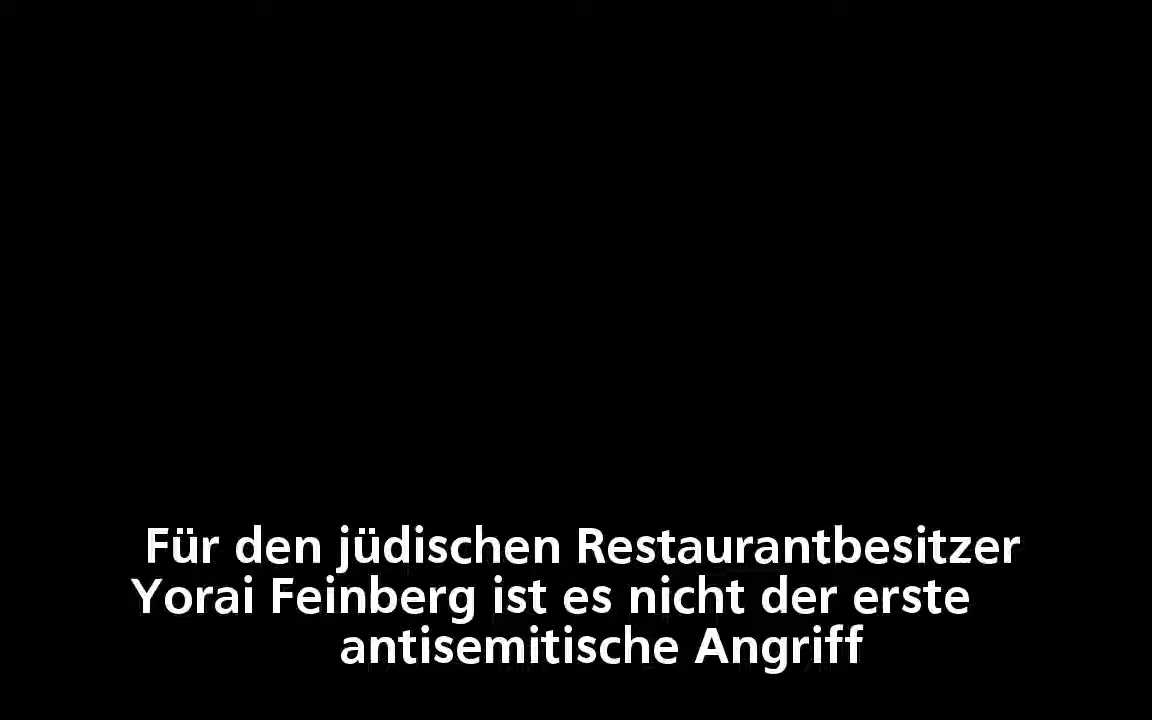 Für den jüdischen Restaurantbesitzer
Yorai Feinberg ist es nicht der erste
antisemitische Angriff